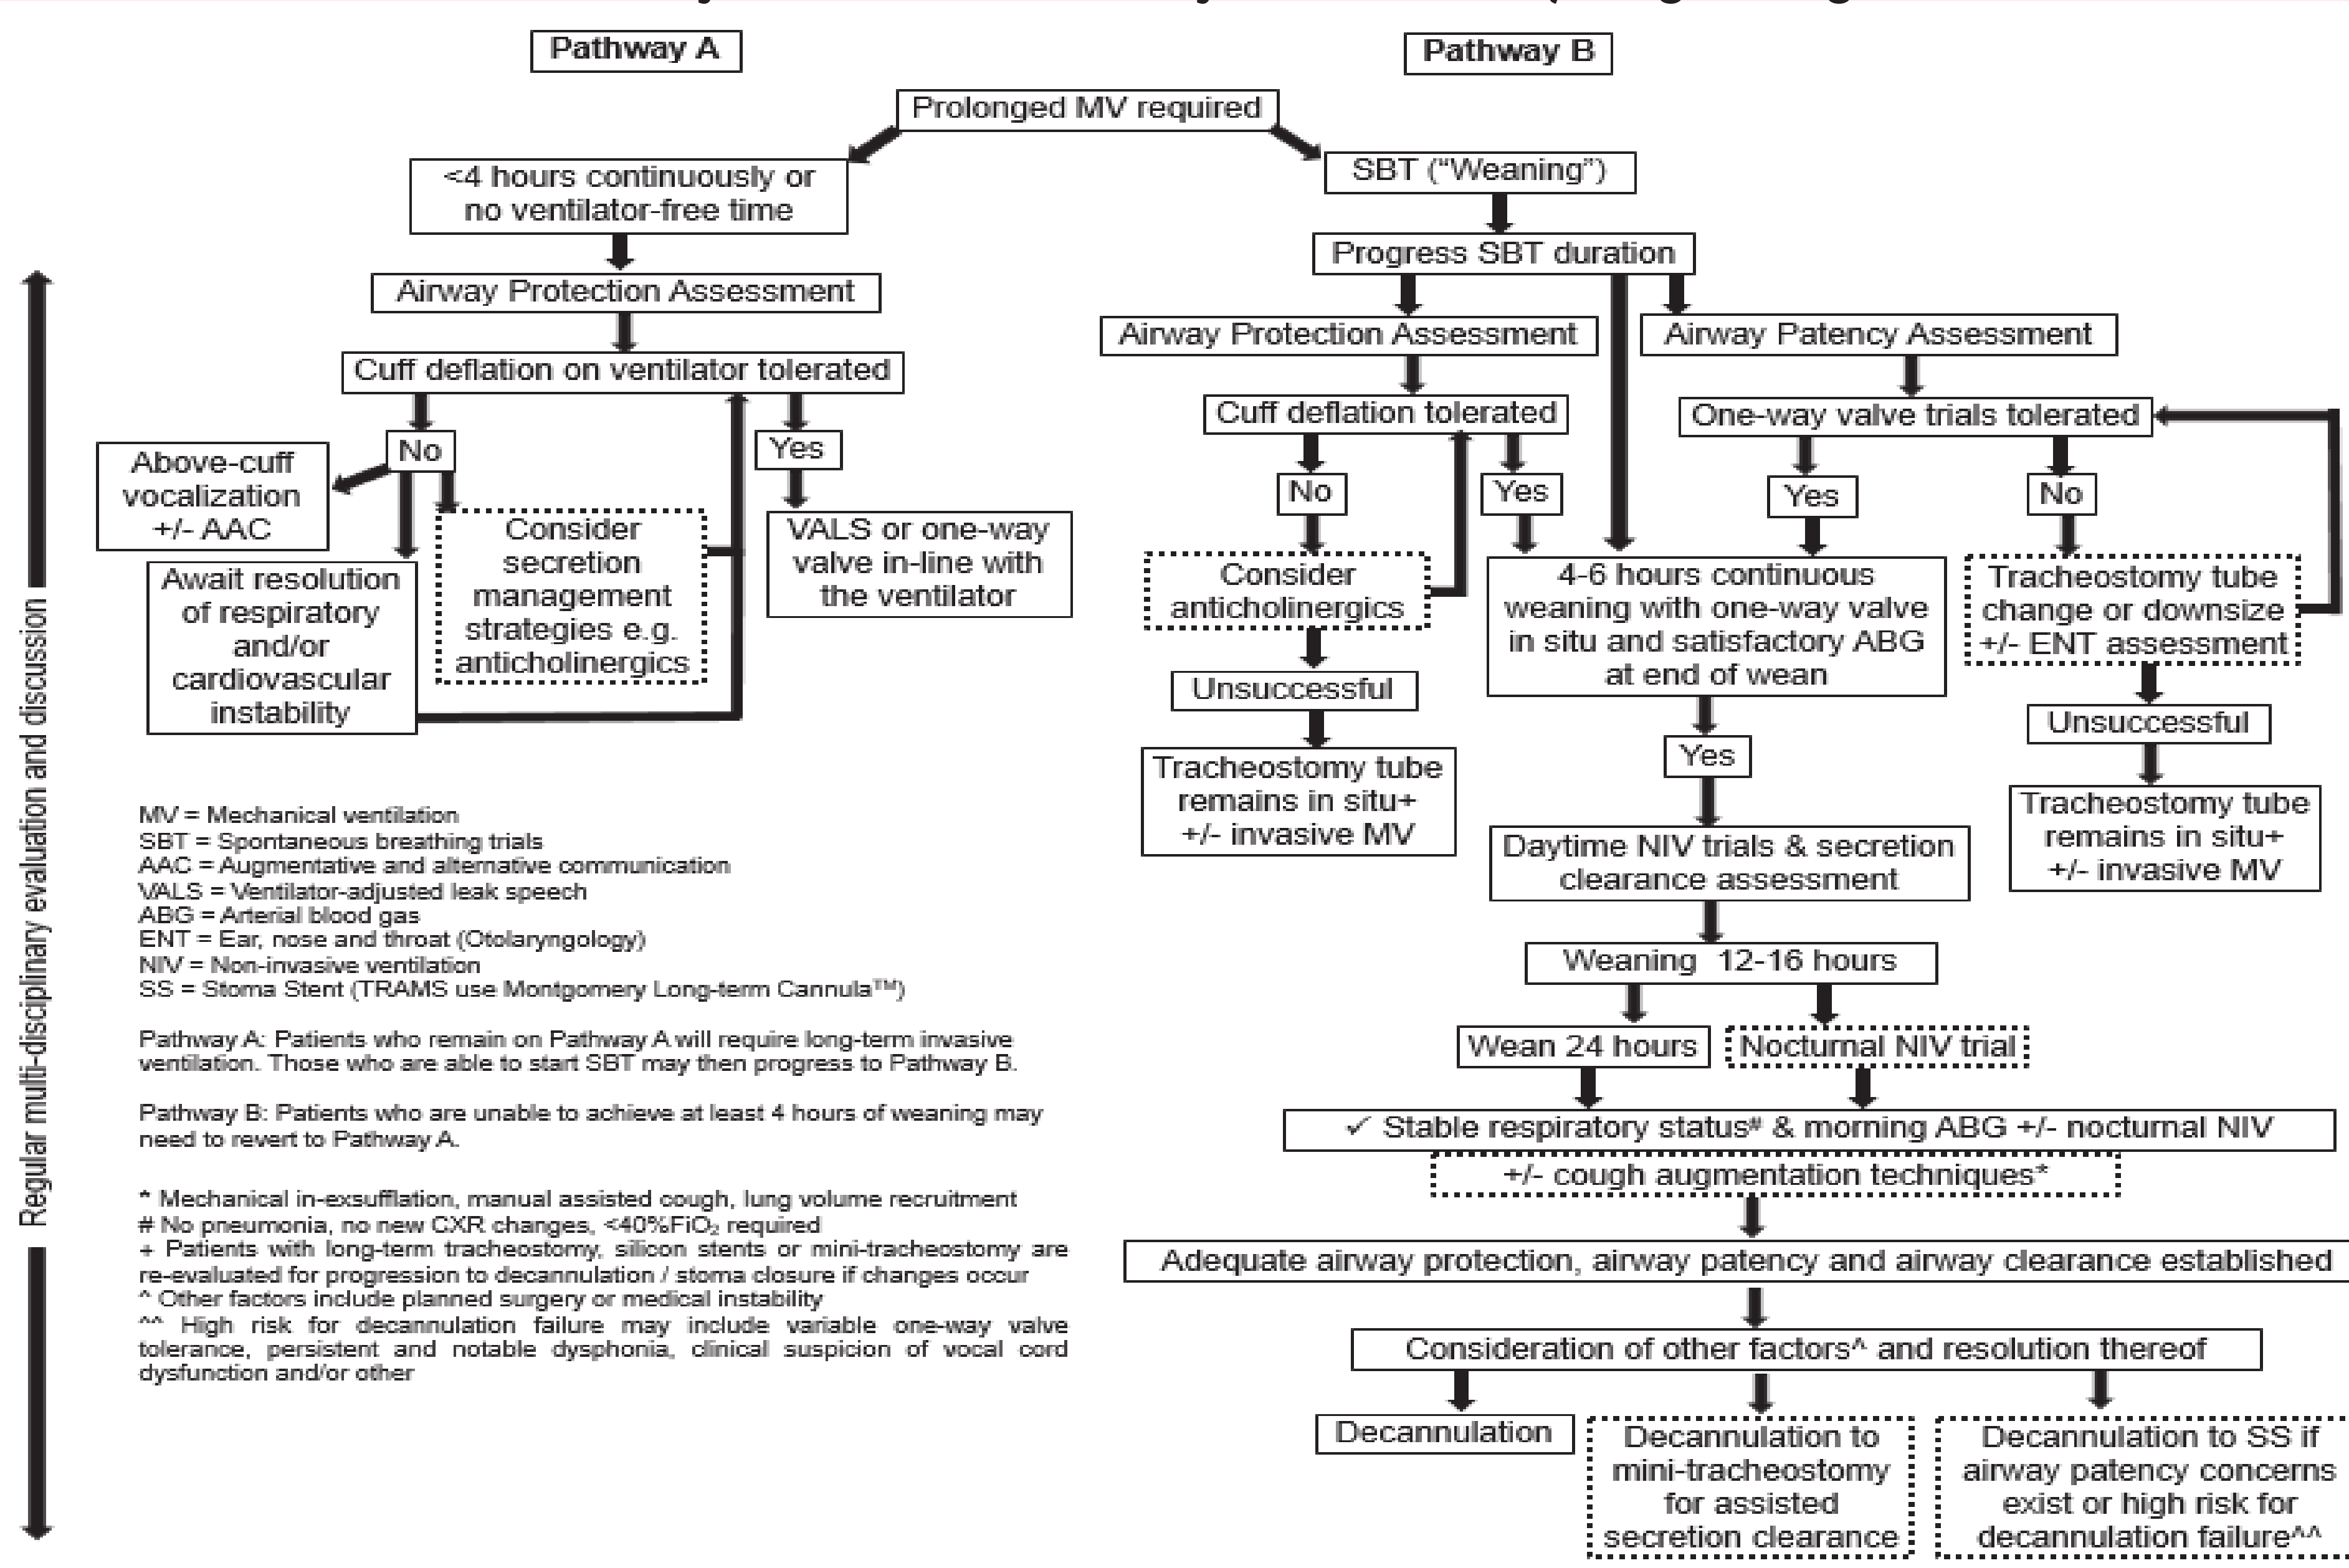 Pathway A
Pathway B
Prolonged MV required
<4 hours continuously or
no ventilator-free time
Airway Protection Assessment
Cuff deflation on ventilator tolerated
No
Yes
Above-cuff
vocalization
+/- AAC
Await resolution
of respiratory
and/or
cardiovascular
instability
Consider
secretion
management
strategies e.g.
anticholinergics
VALS or one-way
valve in-line with
the ventilator
SBT (“Weaning”)
Progress SBT duration
Airway Protection Assessment
Airway Patency Assessment
Cuff deflation tolerated
One-way valve trials tolerated
No
Yes
Yes
No
Consider
anticholinergics
4-6 hours continuous
weaning with one-way valve
in situ and satisfactory ABG
at end of wean
Tracheostomy tube
change or downsize
+/- ENT assessment
Unsuccessful
Tracheostomy tube
remains in situ+
+/- invasive MV
Yes
Unsuccessful
Tracheostomy tube
remains in situ+
+/- invasive MV
Daytime NIV trials & secretion
clearance assessment
Weaning 12-16 hours
Wean 24 hours
Nocturnal NIV trial
✓ Stable respiratory status# & morning ABG +/- nocturnal NIV
+/- cough augmentation techniques*
Adequate airway protection, airway patency and airway clearance established
Consideration of other factors^ and resolution thereof
Decannulation
Decannulation to
mini-tracheostomy
for assisted
secretion clearance
Decannulation to SS if
airway patency concerns
exist or high risk for
decannulation failure^^
Regular multi-disciplinary evaluation and discussion
MV = Mechanical ventilation
SBT = Spontaneous breathing trials
AAC = Augmentative and alternative communication
VALS = Ventilator-adjusted leak speech
ABG = Arterial blood gas
ENT = Ear, nose and throat (Otolaryngology)
NIV = Non-invasive ventilation
SS = Stoma Stent (TRAMS use Montgomery Long-term Cannula™)
Pathway A: Patients who remain on Pathway A will require long-term invasive
ventilation. Those who are able to start SBT may then progress to Pathway B.
Pathway B: Patients who are unable to achieve at least 4 hours of weaning may
need to revert to Pathway A.
* Mechanical in-exsufflation, manual assisted cough, lung volume recruitment
# No pneumonia, no new CXR changes, <40%FiO₂ required
+ Patients with long-term tracheostomy, silicon stents or mini-tracheostomy are
re-evaluated for progression to decannulation / stoma closure if changes occur
^ Other factors include planned surgery or medical instability
^^ High risk for decannulation failure may include variable one-way valve
tolerance, persistent and notable dysphonia, clinical suspicion of vocal cord
dysfunction and/or other